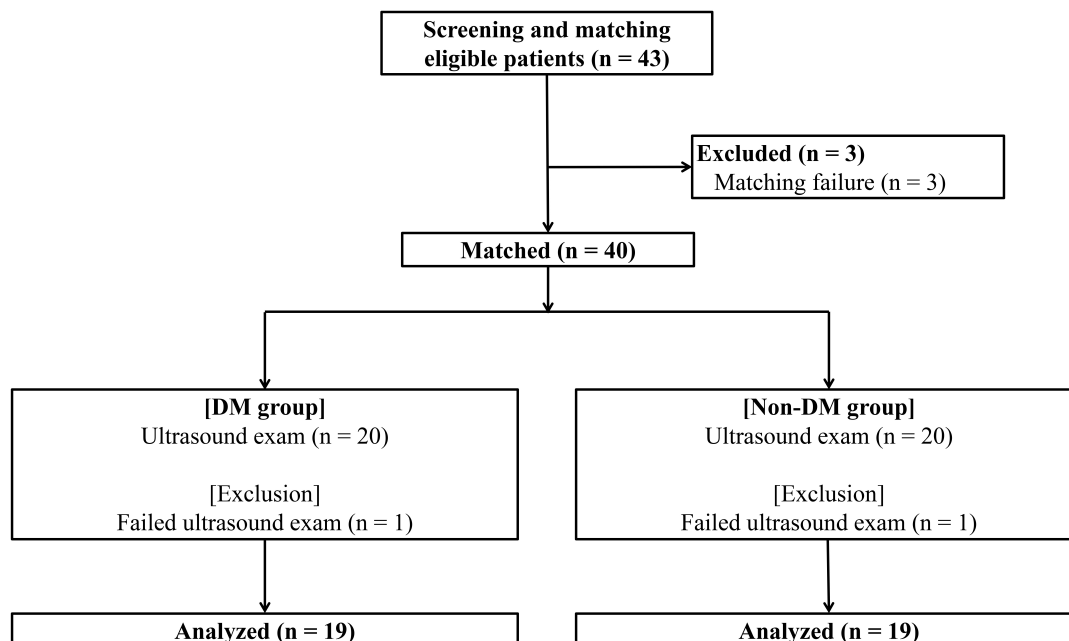 Screening and matching
eligible patients (n = 43)
Excluded (n = 3)
Matching failure (n = 3)
Matched (n = 40)
[DM group]
Ultrasound exam (n = 20)
[Exclusion]
Failed ultrasound exam (n = 1)
[Non-DM group]
Ultrasound exam (n = 20)
[Exclusion]
Failed ultrasound exam (n = 1)
Analyzed (n = 19)
Analyzed (n = 19)